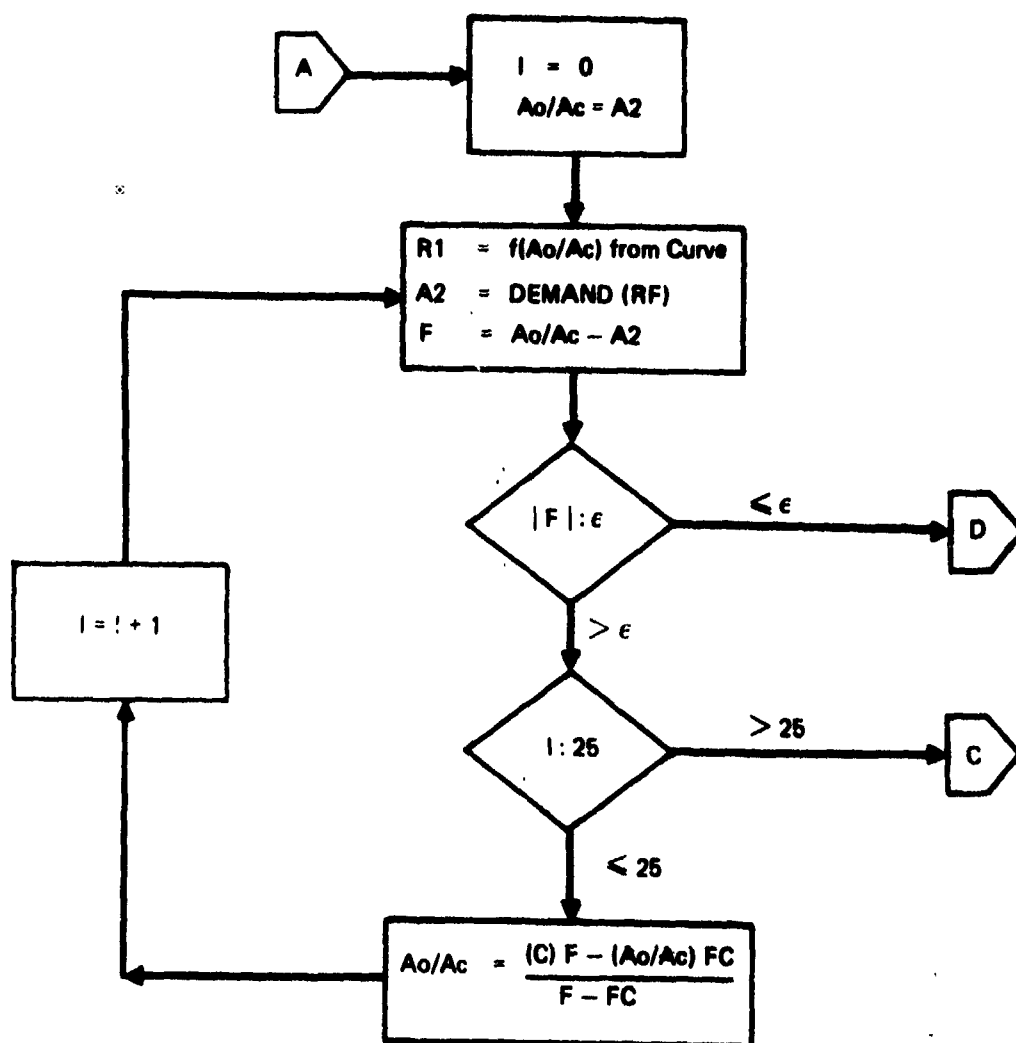 A
I = 0
Ao/Ac = A2
R1 = f(Ao/Ac) from Curve
A2 = DEMAND (RF)
F = Ao/Ac – A2
| F | : ϵ
⩽ ϵ
D
> ϵ
I = ! + 1
I : 25
> 25
C
⩽ 25
Ao/Ac = (C) F – (Ao/Ac) FC
F – FC